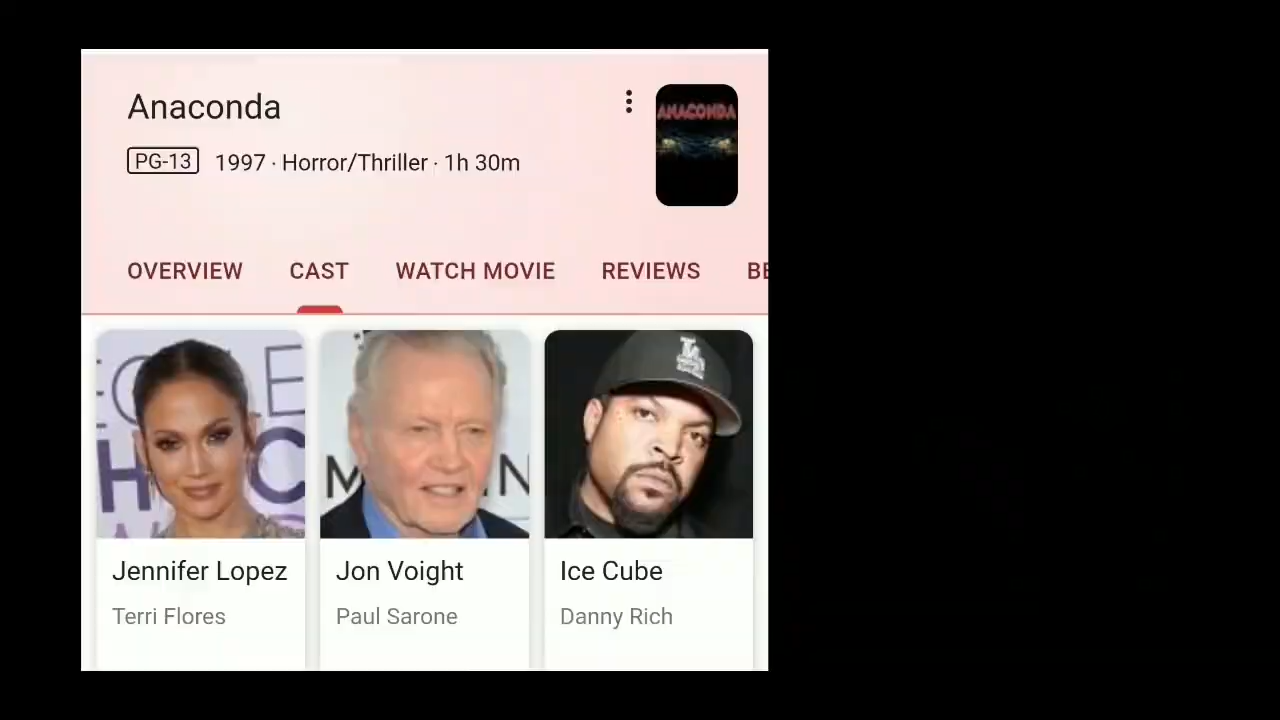 Anaconda
ANACONDA
PG-13 1997 · Horror/Thriller · 1h 30m
OVERVIEW CAST WATCH MOVIE REVIEWS BE
Jennifer Lopez Jon Voight Ice Cube
Terri Flores Paul Sarone Danny Rich